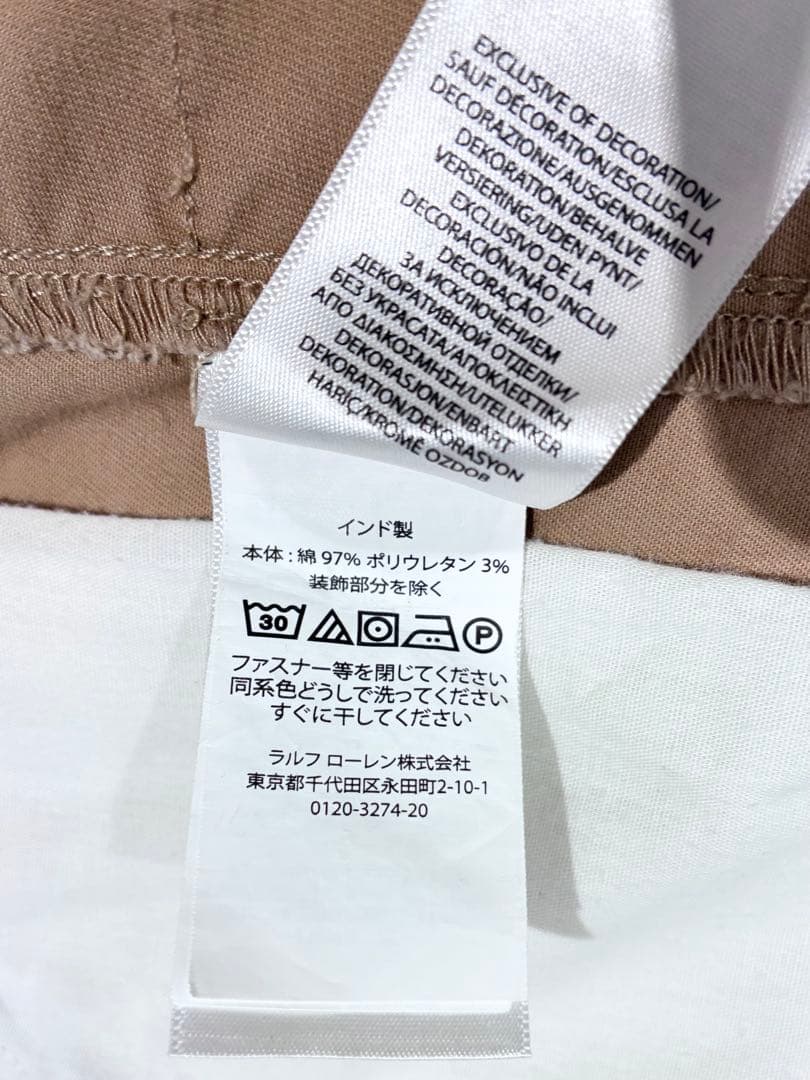 EXCLUSIVE OF DECORATION/
SAUF DÉCORATION/ESCLUSA LA
DECORAZIONE/AUSGENOMMEN
DEKORATION/BEHALVE
VERSIERING/UDEN PYNT/
EXCLUSIVO DE LA
DECORACIÓN/NÃO INCLUI
DECORAÇÃO/
ЗА ИСКЛЮЧЕНИЕМ
ДЕКОРАТИВНОЙ ОТДЕЛКИ/
БЕЗ УКРАСАТА/ΑΠΟΚΛΕΙΣΤΙΚΗ
ΑΠΟ ΔΙΑΚΟΣΜΗΣΗ/UTELUKKER
DEKORASJON/ENBART
DEKORATION/DEKORASYON
HARİÇ/KROMĚ OZDOB
インド製
本体 : 綿 97% ポリウレタン 3%
装飾部分を除く
30 P
ファスナー等を閉じてください
同系色どうしで洗ってください
すぐに干してください
ラルフ ローレン株式会社
東京都千代田区永田町2-10-1
0120-3274-20